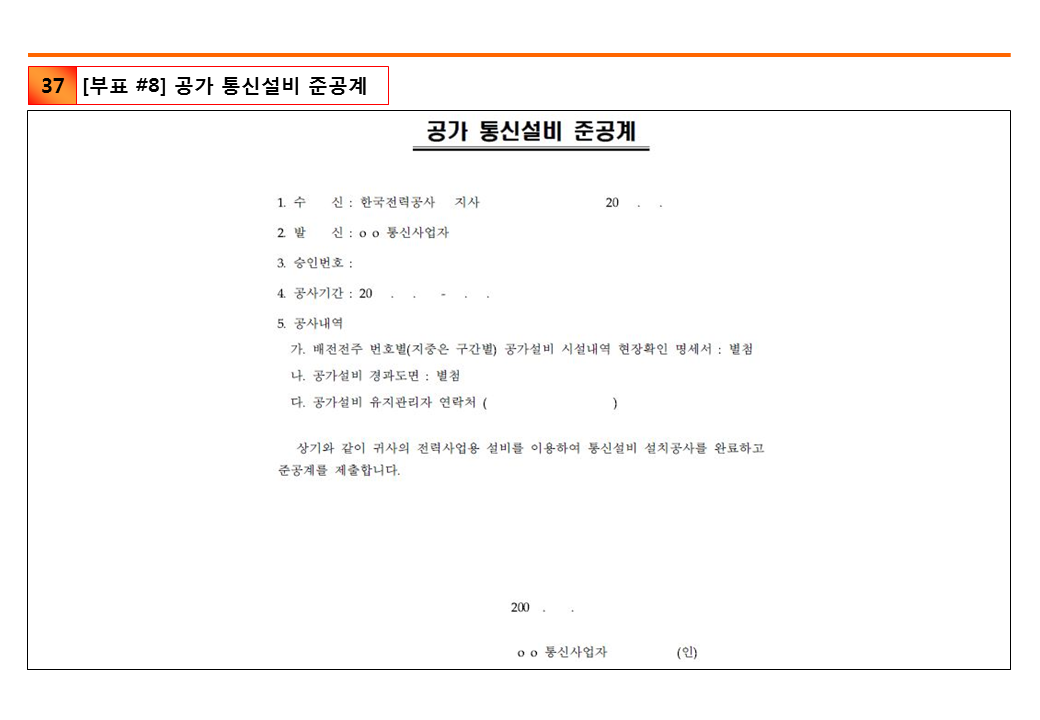 37 [부표 #8] 공가 통신설비 준공계
공가 통신설비 준공계
1. 수 신 : 한국전력공사 지사 20 . .
2. 발 신 : o o 통신사업자
3. 승인번호 :
4. 공사기간 : 20 . . - . .
5. 공사내역
가. 배전전주 번호별(지중은 구간별) 공가설비 시설내역 현장확인 명세서 : 별첨
나. 공가설비 경과도면 : 별첨
다. 공가설비 유지관리자 연락처 ( )
상기와 같이 귀사의 전력사업용 설비를 이용하여 통신설비 설치공사를 완료하고
준공계를 제출합니다.
200 . .
o o 통신사업자 (인)